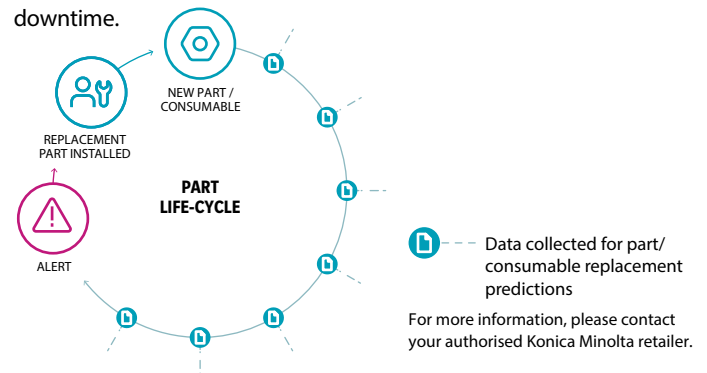 downtime.
NEW PART /
CONSUMABLE
REPLACEMENT
PART INSTALLED
PART
LIFE-CYCLE
ALERT
Data collected for part/
consumable replacement
predictions
For more information, please contact
your authorised Konica Minolta retailer.